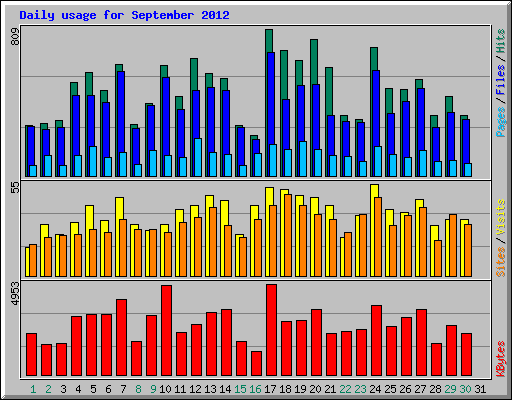 Daily usage for September 2012
809
Pages / Files / Hits
55
Sites / Visits
4953
KBytes
1 2 3 4 5 6 7 8 9 10 11 12 13 14 15 16 17 18 19 20 21 22 23 24 25 26 27 28 29 30 31